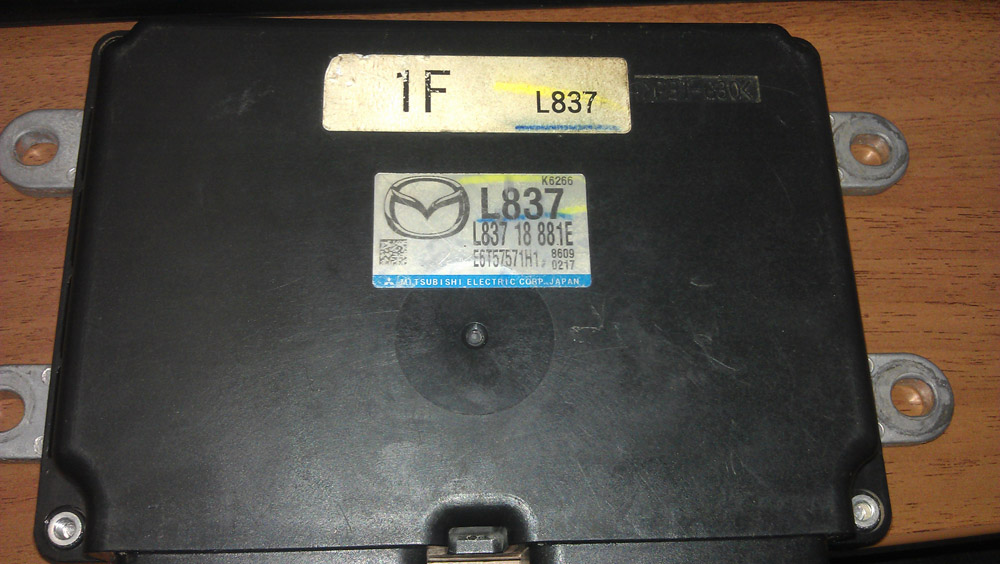 1F
L837
K6266
L837
L837 18 881E
E6T57571H1
8609
0217
MITSUBISHI ELECTRIC CORP. JAPAN